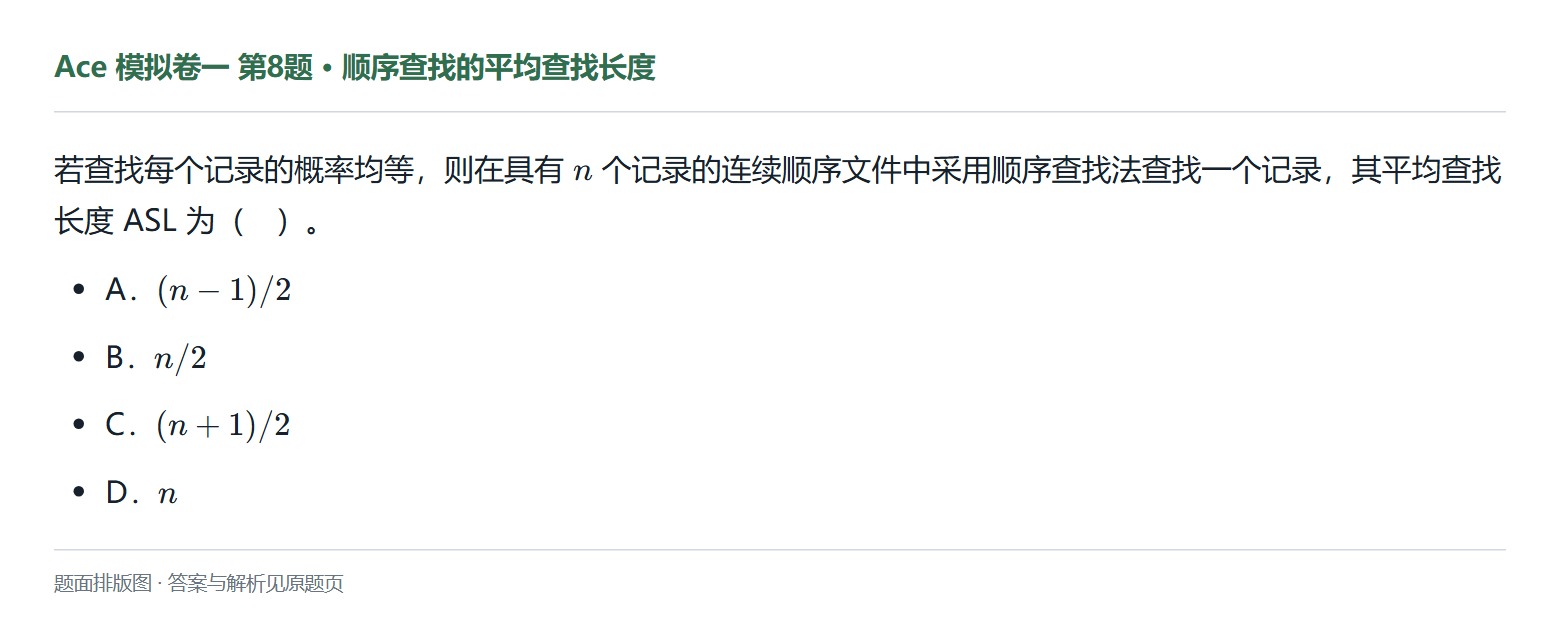 Ace 模拟卷一 第8题 · 顺序查找的平均查找长度
若查找每个记录的概率均等，则在具有 n 个记录的连续顺序文件中采用顺序查找法查找一个记录，其平均查找
长度 ASL 为（　）。
• A. (n − 1)/2
• B. n/2
• C. (n + 1)/2
• D. n
题面排版图 · 答案与解析见原题页